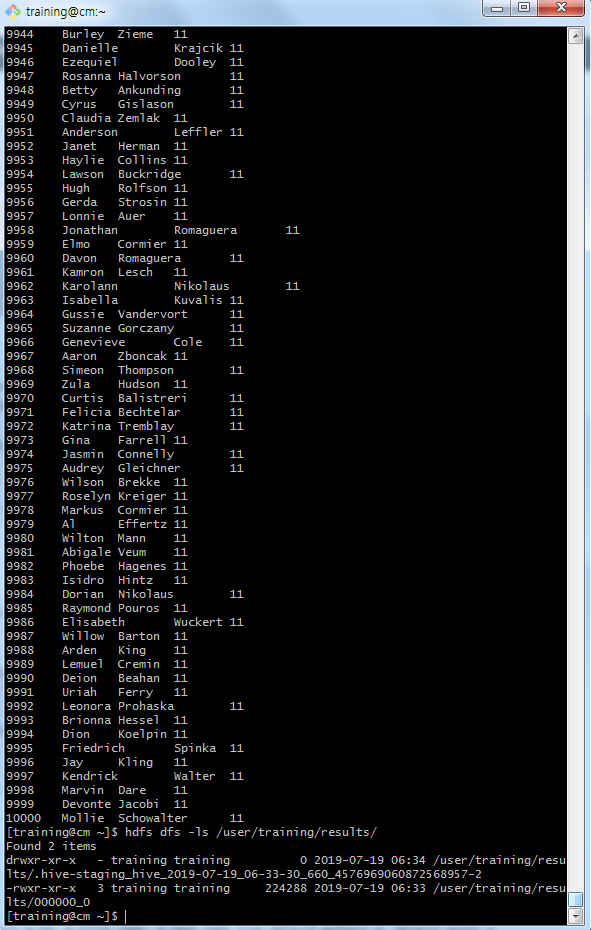 training@cm:~
9944	Burley	Zieme	11
9945	Danielle	Krajcik	11
9946	Ezequiel	Dooley	11
9947	Rosanna	Halvorson	11
9948	Betty	Ankunding	11
9949	Cyrus	Gislason	11
9950	Claudia	Zemlak	11
9951	Anderson	Leffler	11
9952	Janet	Herman	11
9953	Haylie	Collins	11
9954	Lawson	Buckridge	11
9955	Hugh	Rolfson	11
9956	Gerda	Strosin	11
9957	Lonnie	Auer	11
9958	Jonathan	Romaguera	11
9959	Elmo	Cormier	11
9960	Davon	Romaguera	11
9961	Kamron	Lesch	11
9962	Karolann	Nikolaus	11
9963	Isabella	Kuvalis	11
9964	Gussie	Vandervort	11
9965	Suzanne	Gorczany	11
9966	Genevieve	Cole	11
9967	Aaron	Zboncak	11
9968	Simeon	Thompson	11
9969	Zula	Hudson	11
9970	Curtis	Balistreri	11
9971	Felicia	Bechtelar	11
9972	Katrina	Tremblay	11
9973	Gina	Farrell	11
9974	Jasmin	Connelly	11
9975	Audrey	Gleichner	11
9976	Wilson	Brekke	11
9977	Roselyn	Kreiger	11
9978	Markus	Cormier	11
9979	Al	Effertz	11
9980	Wilton	Mann	11
9981	Abigale	Veum	11
9982	Phoebe	Hagenes	11
9983	Isidro	Hintz	11
9984	Dorian	Nikolaus	11
9985	Raymond	Pouros	11
9986	Elisabeth	Wuckert	11
9987	Willow	Barton	11
9988	Arden	King	11
9989	Lemuel	Cremin	11
9990	Deion	Beahan	11
9991	Uriah	Ferry	11
9992	Leonora	Prohaska	11
9993	Brionna	Hessel	11
9994	Dion	Koelpin	11
9995	Friedrich	Spinka	11
9996	Jay	Kling	11
9997	Kendrick	Walter	11
9998	Marvin	Dare	11
9999	Devonte	Jacobi	11
10000	Mollie	Schowalter	11
[training@cm ~]$ hdfs dfs -ls /user/training/results/
Found 2 items
drwxr-xr-x   - training training          0 2019-07-19 06:34 /user/training/resu
lts/.hive-staging_hive_2019-07-19_06-33-30_660_4576969060872568957-2
-rwxr-xr-x   3 training training     224288 2019-07-19 06:33 /user/training/resu
lts/000000_0
[training@cm ~]$